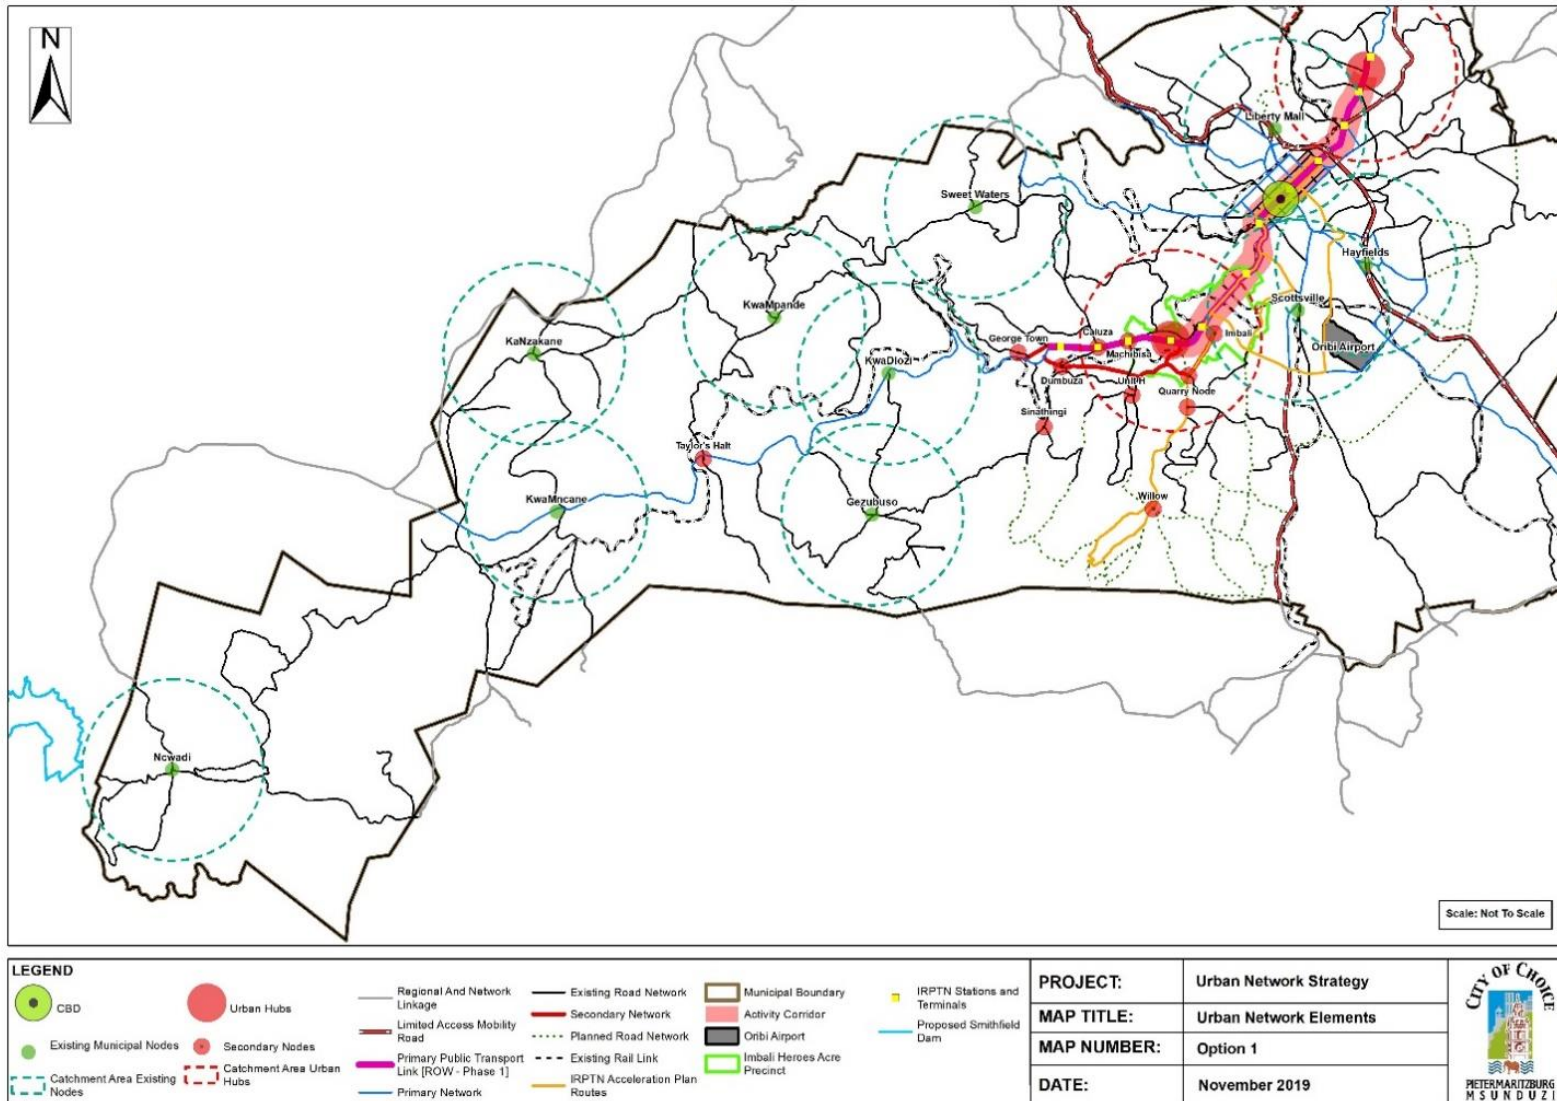 N
Liberty Mall
Sweet Waters
Hayfields
KwaMpande
Scottsville
KaNzakane
George Town
Caluza
Imbali
Oribi Airport
Machibisa
KwaDlozi
Dumbuza
Unit H
Quarry Node
Sinathingi
Taylor's Halt
KwaMncane
Gezubuso
Willow
Ncwadi
Scale: Not To Scale
LEGEND
CBD
Existing Municipal Nodes
Catchment Area Existing
Nodes
Urban Hubs
Secondary Nodes
Catchment Area Urban
Hubs
Regional And Network
Linkage
Limited Access Mobility
Road
Primary Public Transport
Link [ROW - Phase 1]
Primary Network
Existing Road Network
Secondary Network
Planned Road Network
Existing Rail Link
IRPTN Acceleration Plan
Routes
Municipal Boundary
Activity Corridor
Oribi Airport
Imbali Heroes Acre
Precinct
IRPTN Stations and
Terminals
Proposed Smithfield
Dam
PROJECT: Urban Network Strategy
MAP TITLE: Urban Network Elements
MAP NUMBER: Option 1
DATE: November 2019
CITY OF CHOICE
PIETERMARITZBURG
MSUNDUZI